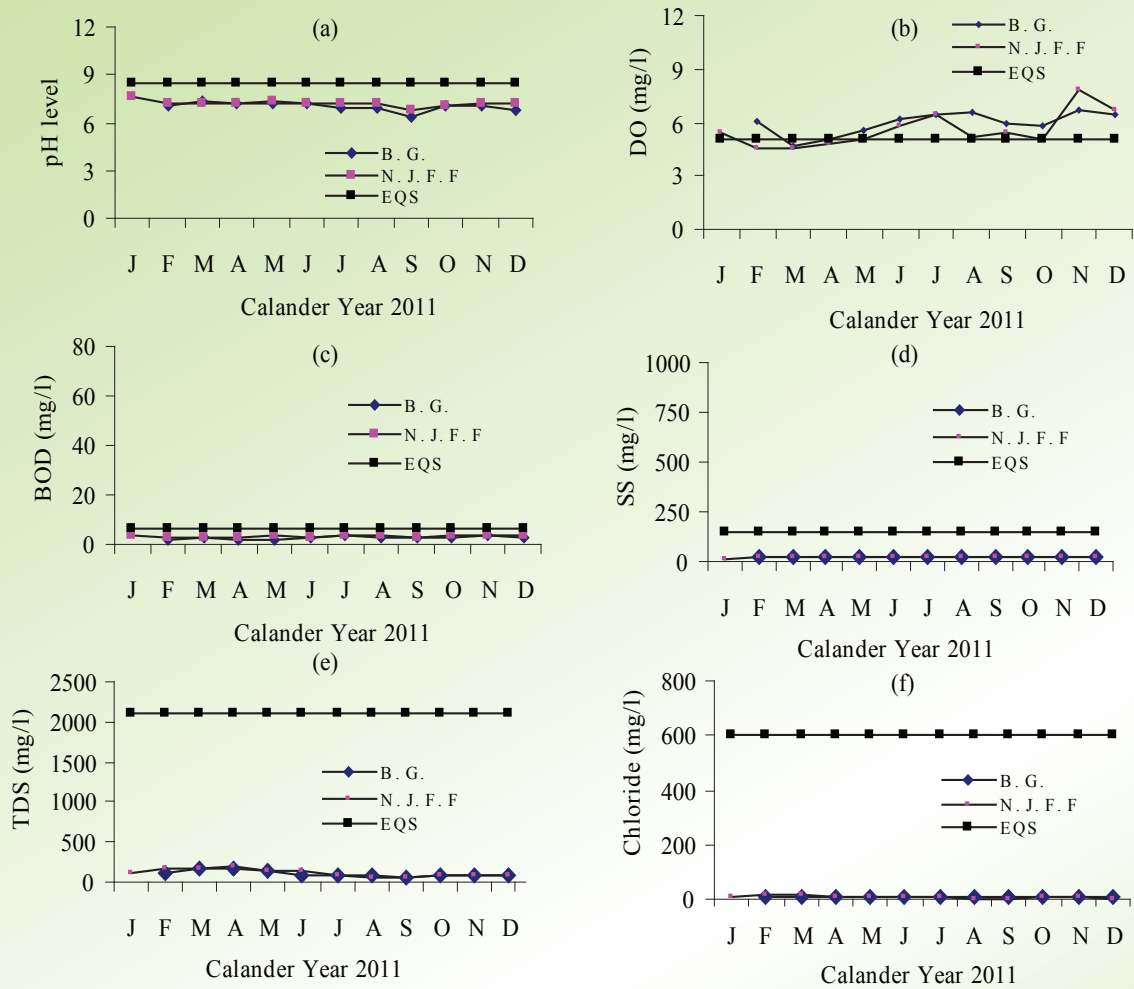 (a)
12
9
6
3
0
pH level
B. G.
N. J. F. F
EQS
J F M A M J J A S O N D
Calander Year 2011
(b)
12
9
6
3
0
DO (mg/l)
B. G.
N. J. F. F
EQS
J F M A M J J A S O N D
Calander Year 2011
(c)
80
60
40
20
0
BOD (mg/l)
B. G.
N. J. F. F
EQS
J F M A M J J A S O N D
Calander Year 2011
(d)
1000
750
500
250
0
SS (mg/l)
B. G.
N. J. F. F
EQS
J F M A M J J A S O N D
Calander Year 2011
(e)
2500
2000
1500
1000
500
0
TDS (mg/l)
B. G.
N. J. F. F
EQS
J F M A M J J A S O N D
Calander Year 2011
(f)
800
600
400
200
0
Chloride (mg/l)
B. G.
N. J. F. F
EQS
J F M A M J J A S O N D
Calander Year 2011